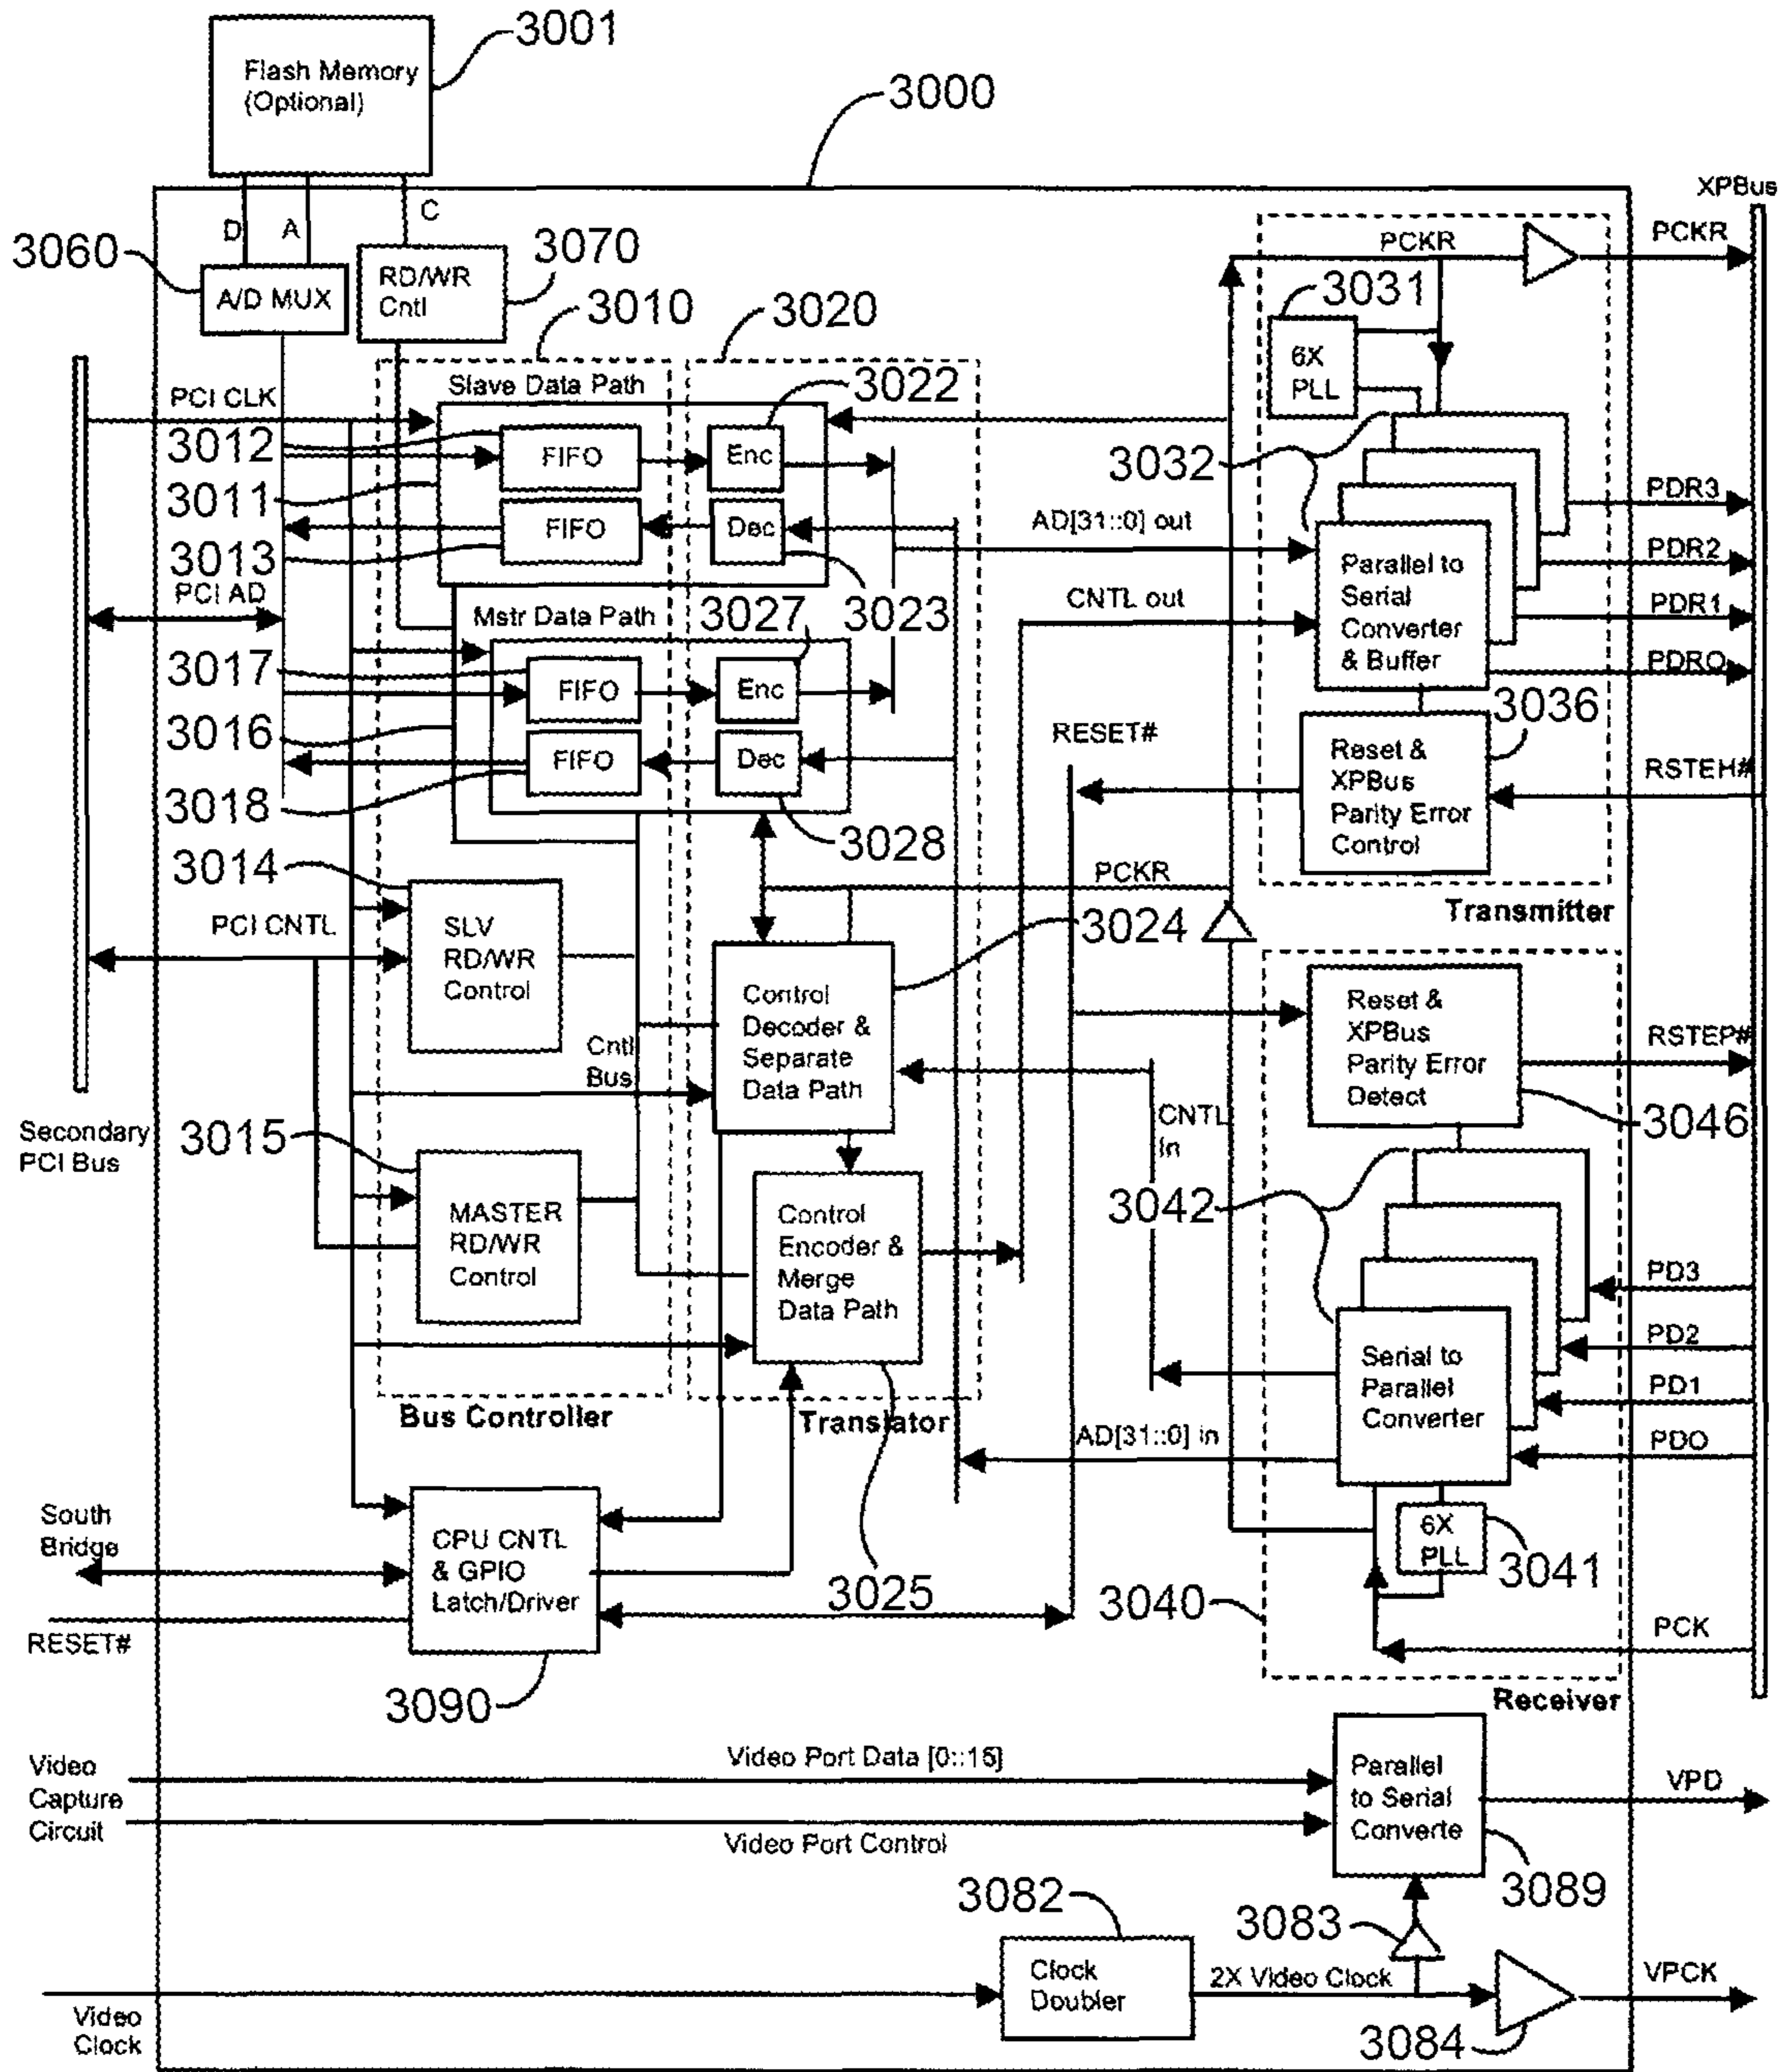 3001
Flash Memory
(Optional)
3000
XPBus
D
A
C
3060
A/D MUX
RD/WR
Cntl
3070
3010
3020
PCKR
PCKR
3031
6X
PLL
PCI CLK
Slave Data Path
3022
3012
FIFO
Enc
3011
FIFO
Dec
3013
3032
AD[31::0] out
PDR3
PCI AD
Parallel to
Serial
Converter
& Buffer
PDR2
CNTL out
PDR1
PDRO
Mstr Data Path
3027
3023
3017
FIFO
Enc
3016
FIFO
Dec
3018
3028
RESET#
3036
Reset &
XPBus
Parity Error
Control
RSTEH#
Transmitter
3014
PCKR
PCI CNTL
SLV
RD/WR
Control
3024
Control
Decoder &
Separate
Data Path
Cntl
Bus
Reset &
XPBus
Parity Error
Detect
RSTEP#
3046
CNTL
in
Secondary
PCI Bus
3015
MASTER
RD/WR
Control
Control
Encoder &
Merge
Data Path
3042
PD3
PD2
Serial to
Parallel
Converter
PD1
PDO
Bus Controller
Translator
AD[31::0] in
South
Bridge
CPU CNTL
& GPIO
Latch/Driver
3025
6X
PLL
3041
3040
PCK
RESET#
3090
Receiver
Video
Capture
Circuit
Video Port Data [0::15]
Video Port Control
Parallel
to Serial
Converte
VPD
3089
3082
3083
Clock
Doubler
2X Video Clock
VPCK
3084
Video
Clock